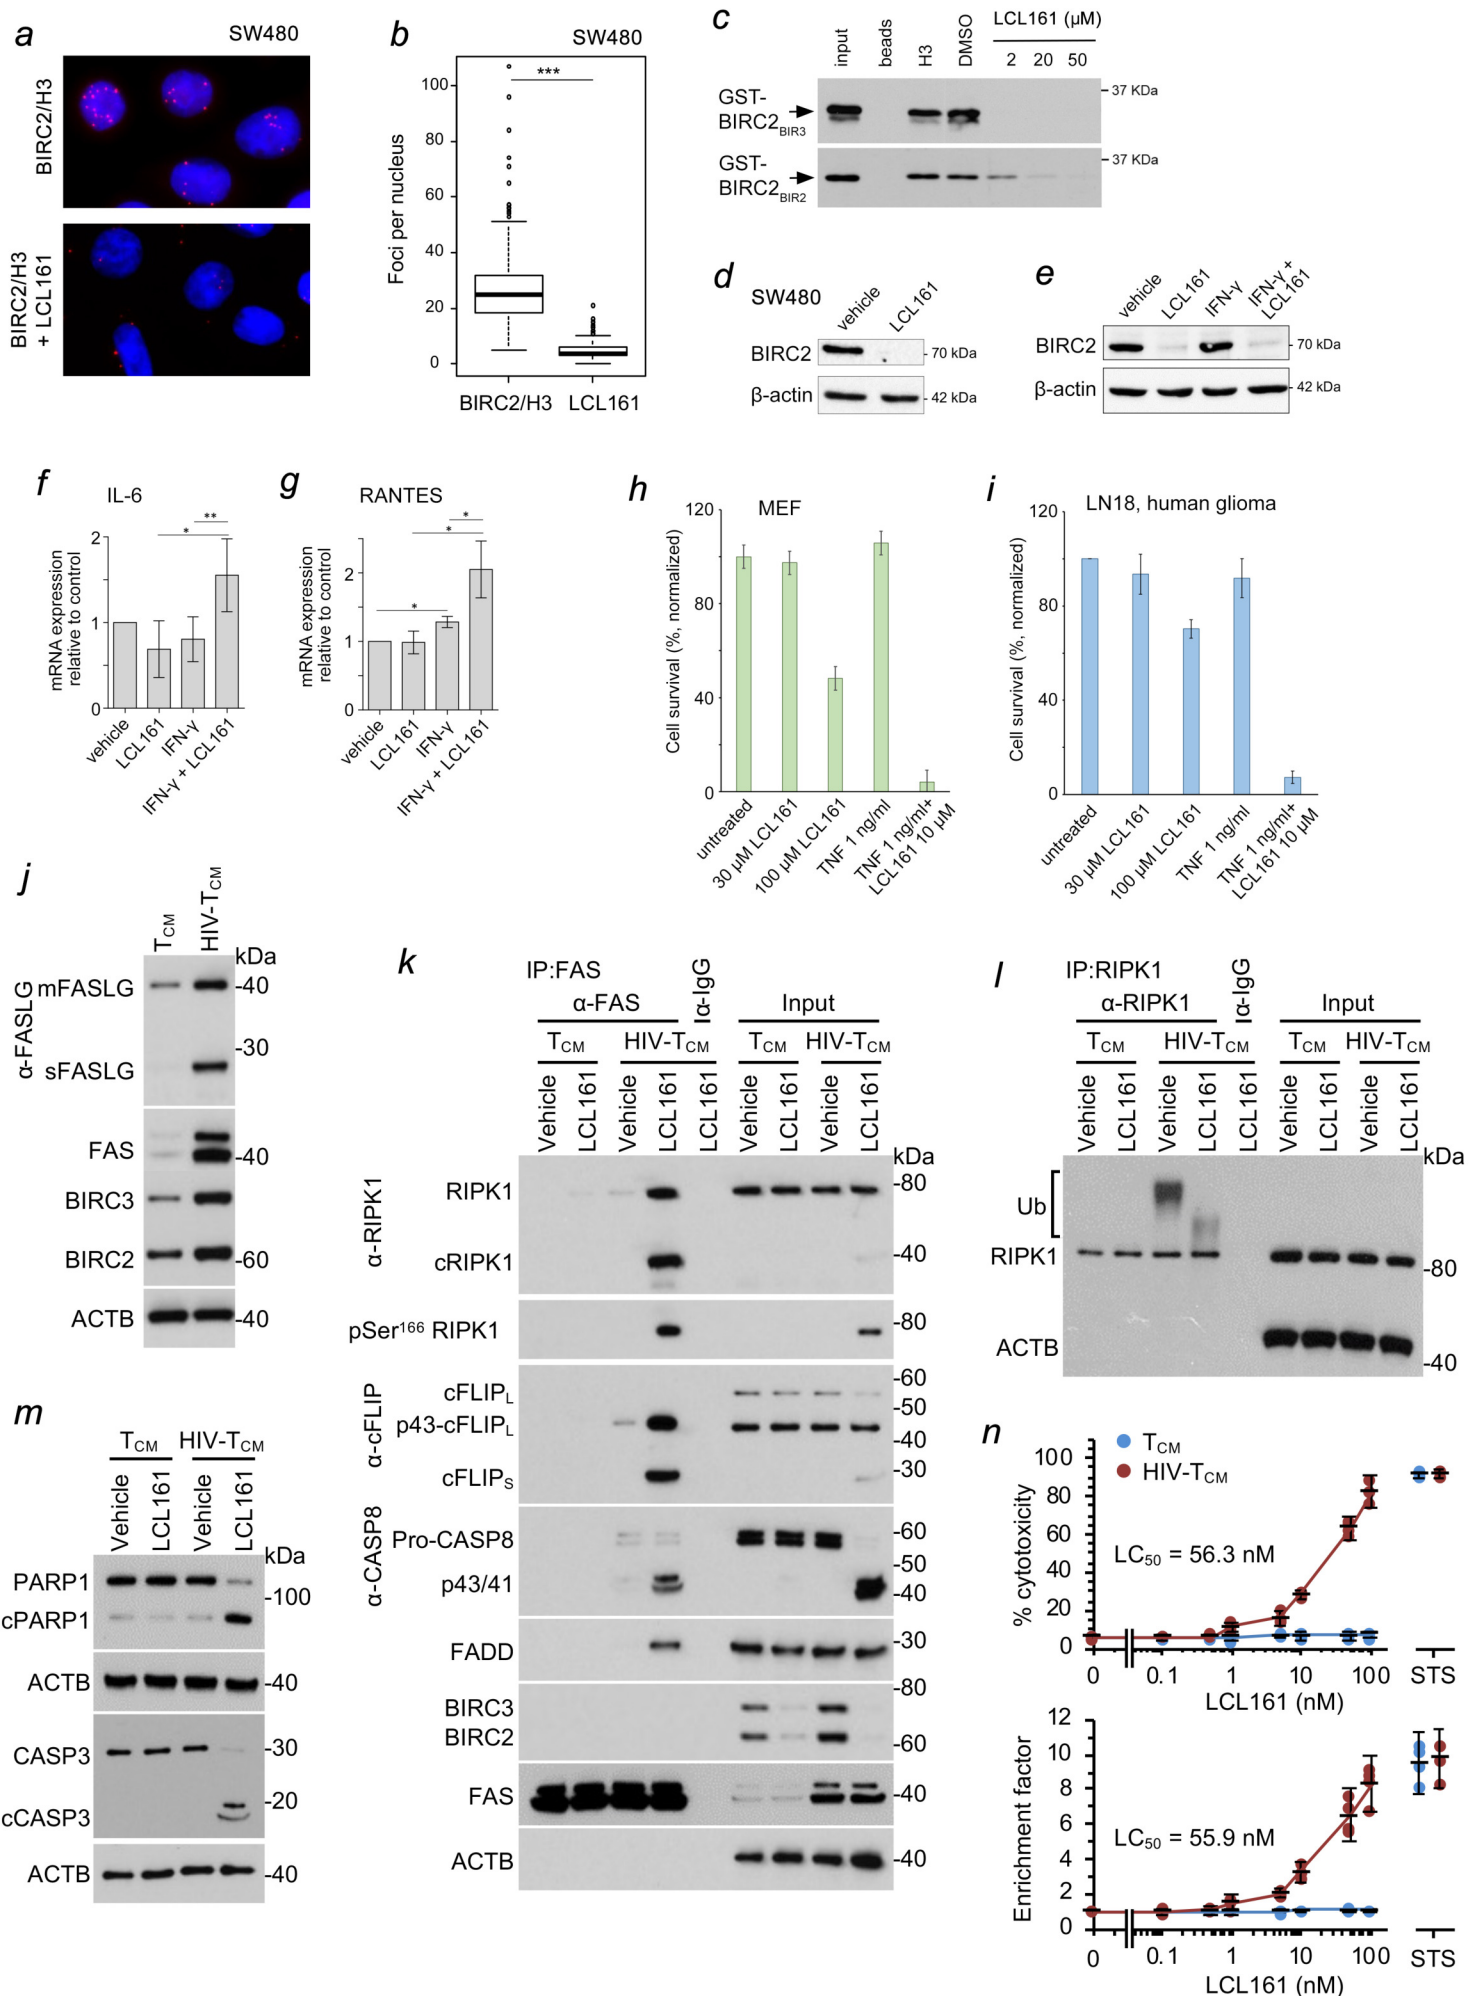 a
SW480
BIRC2/H3
BIRC2/H3
+ LCL161
b
SW480
Foci per nucleus
100
80
60
40
20
0
***
BIRC2/H3
LCL161
c
input
beads
H3
DMSO
LCL161 (µM)
2 20 50
GST-
BIRC2BIR3
37 KDa
GST-
BIRC2BIR2
37 KDa
d
SW480
vehicle
LCL161
BIRC2
70 kDa
β-actin
42 kDa
e
vehicle
LCL161
IFN-γ
IFN-γ +
LCL161
BIRC2
70 kDa
β-actin
42 kDa
f
IL-6
mRNA expression
relative to control
2
1
0
*
**
vehicle
LCL161
IFN-γ
IFN-γ + LCL161
g
RANTES
mRNA expression
relative to control
2
1
0
*
*
*
vehicle
LCL161
IFN-γ
IFN-γ + LCL161
h
MEF
Cell survival (%, normalized)
120
80
40
0
untreated
30 µM LCL161
100 µM LCL161
TNF 1 ng/ml
TNF 1 ng/ml+
LCL161 10 µM
i
LN18, human glioma
Cell survival (%, normalized)
120
80
40
0
untreated
30 µM LCL161
100 µM LCL161
TNF 1 ng/ml
TNF 1 ng/ml+
LCL161 10 µM
j
TCM
HIV-TCM
kDa
α-FASLG
mFASLG
-40
-30
sFASLG
FAS
-40
BIRC3
BIRC2
-60
ACTB
-40
k
IP:FAS
α-FAS
α-IgG
Input
TCM HIV-TCM TCM HIV-TCM
Vehicle
LCL161
Vehicle
LCL161
LCL161
Vehicle
LCL161
Vehicle
LCL161
kDa
α-RIPK1
RIPK1
-80
cRIPK1
-40
pSer166 RIPK1
-80
α-cFLIP
cFLIPL
-60
-50
p43-cFLIPL
-40
cFLIPS
-30
α-CASP8
Pro-CASP8
-60
-50
p43/41
-40
FADD
-30
-80
BIRC3
BIRC2
-60
FAS
-40
ACTB
-40
l
IP:RIPK1
α-RIPK1
α-IgG
Input
TCM HIV-TCM TCM HIV-TCM
Vehicle
LCL161
Vehicle
LCL161
LCL161
Vehicle
LCL161
Vehicle
LCL161
kDa
Ub
RIPK1
-80
ACTB
-40
m
TCM HIV-TCM
Vehicle
LCL161
Vehicle
LCL161
kDa
PARP1
-100
cPARP1
ACTB
-40
CASP3
-30
-20
cCASP3
ACTB
-40
n
TCM
HIV-TCM
% cytotoxicity
100
80
60
40
20
0
LC50 = 56.3 nM
0 0.1 1 10 100 STS
LCL161 (nM)
Enrichment factor
12
10
8
6
4
2
0
LC50 = 55.9 nM
0 0.1 1 10 100 STS
LCL161 (nM)